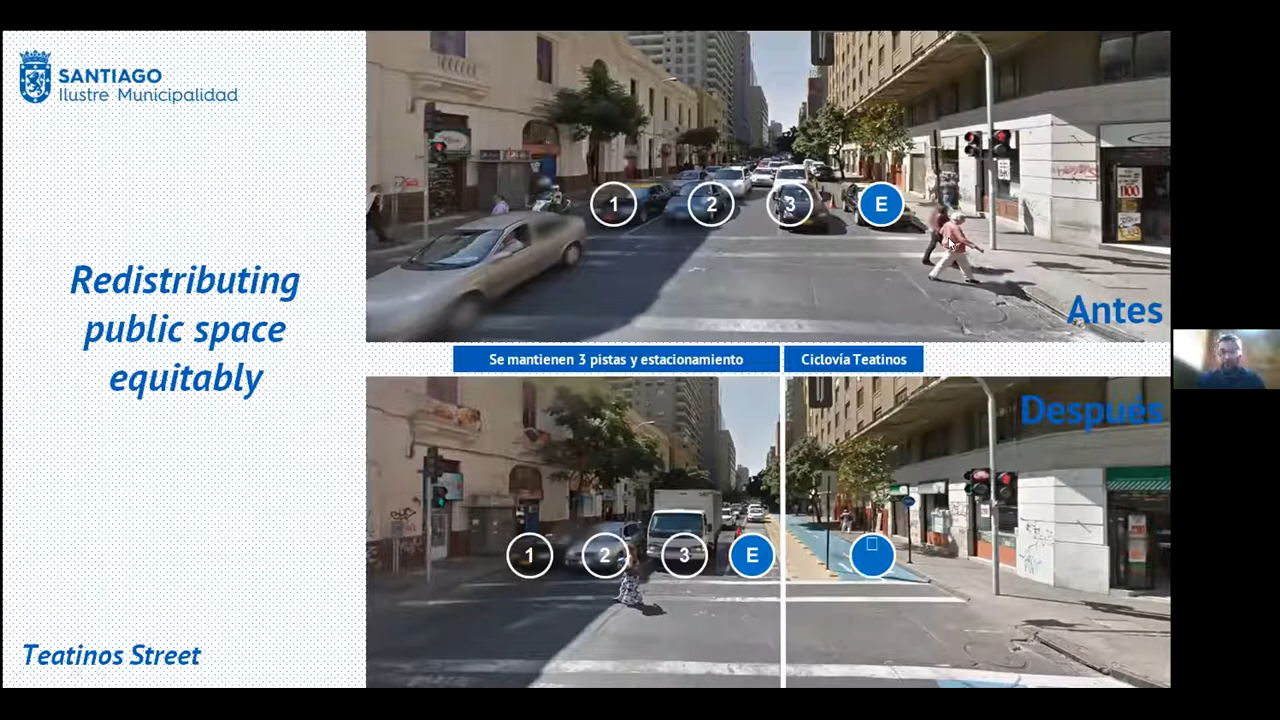 SANTIAGO
Ilustre Municipalidad
Redistributing
public space
equitably
Teatinos Street
1
2
3
E
Antes
Se mantienen 3 pistas y estacionamiento
Ciclovía Teatinos
Después
1
2
3
E